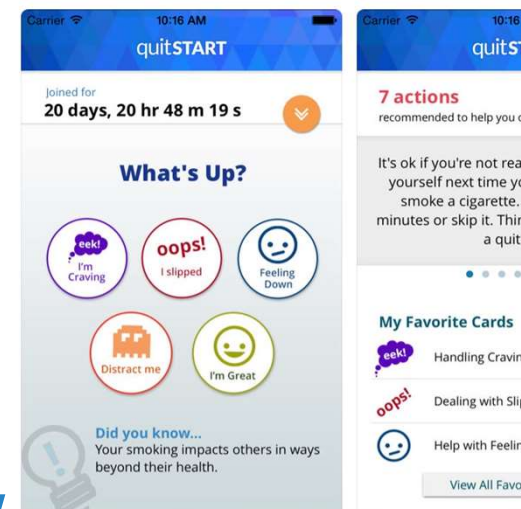 Carrier 10:16 AM
quitSTART
Joined for
20 days, 20 hr 48 m 19 s
What's Up?
eek!
I'm
Craving
oops!
I slipped
Feeling
Down
Distract me
I'm Great
Did you know...
Your smoking impacts others in ways
beyond their health.
Carrier 10:16
quitST
7 actions
recommended to help you
It's ok if you're not rea
yourself next time yo
smoke a cigarette.
minutes or skip it. Thin
a quit
My Favorite Cards
eek!
Handling Cravin
oops!
Dealing with Slip
Help with Feelin
View All Favo